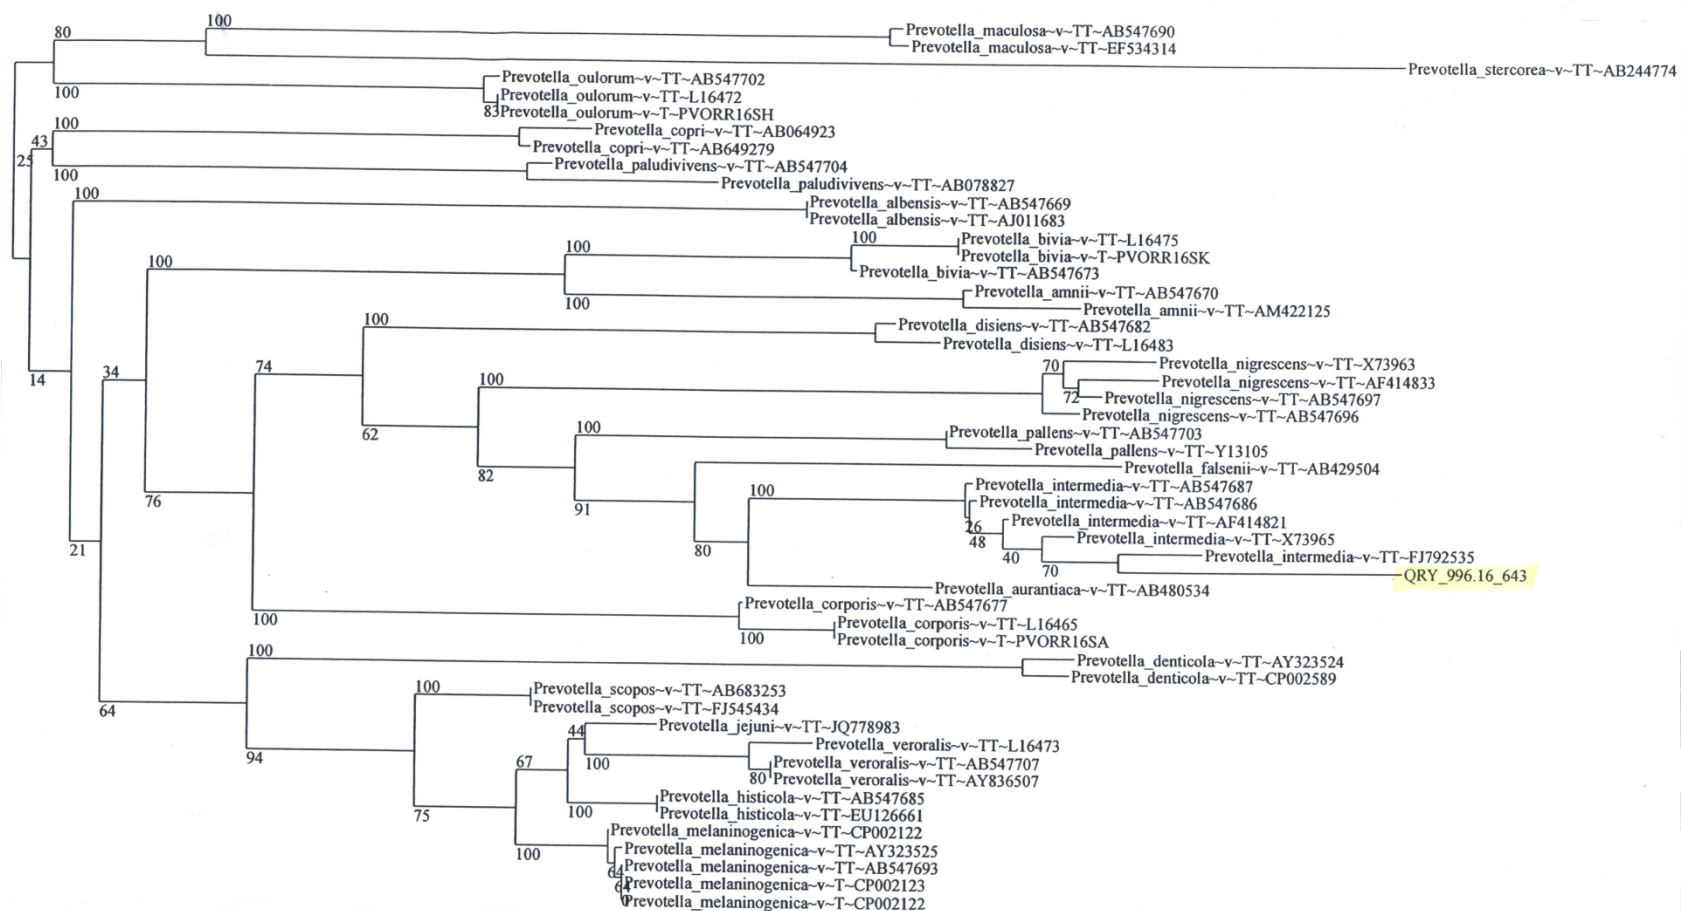 100
Prevotella_maculosa~v~TT~AB547690
80
Prevotella_maculosa~v~TT~EF534314
Prevotella_stercorea~v~TT~AB244774
Prevotella_oulorum~v~TT~AB547702
100
Prevotella_oulorum~v~TT~L16472
83 Prevotella_oulorum~v~T~PVORR16SH
100
Prevotella_copri~v~TT~AB064923
43
Prevotella_copri~v~TT~AB649279
25
Prevotella_paludivivens~v~TT~AB547704
100
Prevotella_paludivivens~v~TT~AB078827
100
Prevotella_albensis~v~TT~AB547669
Prevotella_albensis~v~TT~AJ011683
100 Prevotella_bivia~v~TT~L16475
100
Prevotella_bivia~v~T~PVORR16SK
100
Prevotella_bivia~v~TT~AB547673
Prevotella_amnii~v~TT~AB547670
100
Prevotella_amnii~v~TT~AM422125
100
Prevotella_disiens~v~TT~AB547682
Prevotella_disiens~v~TT~L16483
74 70 Prevotella_nigrescens~v~TT~X73963
14 34 100
Prevotella_nigrescens~v~TT~AF414833
72 Prevotella_nigrescens~v~TT~AB547697
Prevotella_nigrescens~v~TT~AB547696
62 100
Prevotella_pallens~v~TT~AB547703
Prevotella_pallens~v~TT~Y13105
Prevotella_falsenii~v~TT~AB429504
82
Prevotella_intermedia~v~TT~AB547687
100
76
Prevotella_intermedia~v~TT~AB547686
91
Prevotella_intermedia~v~TT~AF414821
26
Prevotella_intermedia~v~TT~X73965
48
21 80
40 Prevotella_intermedia~v~TT~FJ792535
70
QRY_996.16_643
Prevotella_aurantiaca~v~TT~AB480534
Prevotella_corporis~v~TT~AB547677
100
Prevotella_corporis~v~TT~L16465
100
Prevotella_corporis~v~T~PVORR16SA
100
Prevotella_denticola~v~TT~AY323524
Prevotella_denticola~v~TT~CP002589
100 Prevotella_scopos~v~TT~AB683253
64
Prevotella_scopos~v~TT~FJ545434
44 Prevotella_jejuni~v~TT~JQ778983
Prevotella_veroralis~v~TT~L16473
94 67 100
Prevotella_veroralis~v~TT~AB547707
80 Prevotella_veroralis~v~TT~AY836507
Prevotella_histicola~v~TT~AB547685
75 100
Prevotella_histicola~v~TT~EU126661
Prevotella_melaninogenica~v~TT~CP002122
100
Prevotella_melaninogenica~v~TT~AY323525
Prevotella_melaninogenica~v~TT~AB547693
64
Prevotella_melaninogenica~v~T~CP002123
64
0
Prevotella_melaninogenica~v~T~CP002122